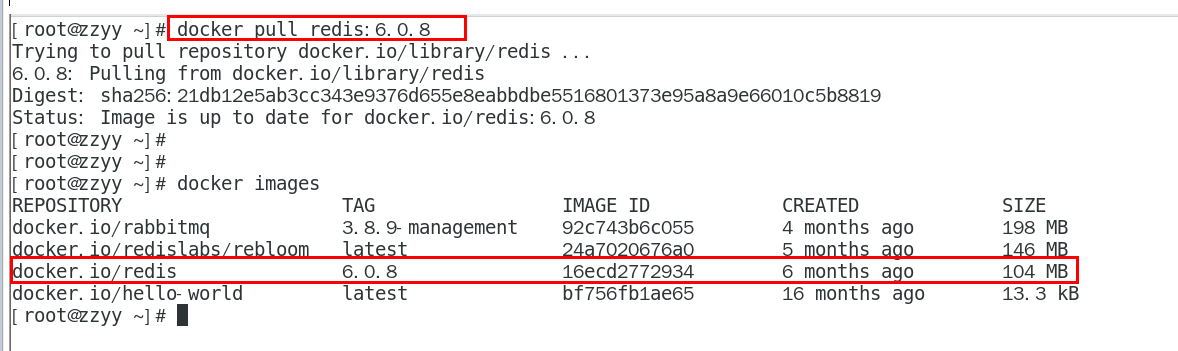 [root@zzyy ~]# docker pull redis:6.0.8
Trying to pull repository docker.io/library/redis ...
6.0.8: Pulling from docker.io/library/redis
Digest: sha256:21db12e5ab3cc343e9376d655e8eabbdbe5516801373e95a8a9e66010c5b8819
Status: Image is up to date for docker.io/redis:6.0.8
[root@zzyy ~]#
[root@zzyy ~]#
[root@zzyy ~]# docker images
REPOSITORY TAG IMAGE ID CREATED SIZE
docker.io/rabbitmq 3.8.9-management 92c743b6c055 4 months ago 198 MB
docker.io/redislabs/rebloom latest 24a7020676a0 5 months ago 146 MB
docker.io/redis 6.0.8 16ecd2772934 6 months ago 104 MB
docker.io/hello-world latest bf756fb1ae65 16 months ago 13.3 kB
[root@zzyy ~]#